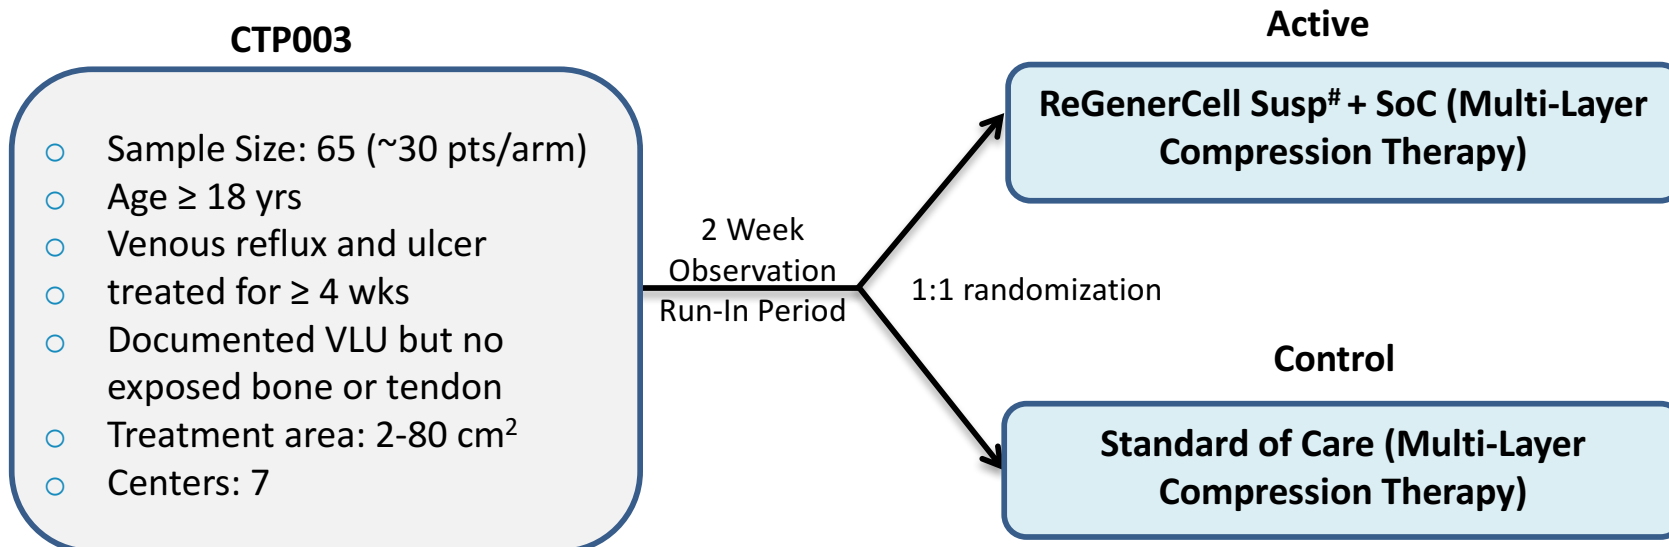 CTP003
○ Sample Size: 65 (~30 pts/arm)
○ Age ≥ 18 yrs
○ Venous reflux and ulcer
○ treated for ≥ 4 wks
○ Documented VLU but no
exposed bone or tendon
○ Treatment area: 2-80 cm²
○ Centers: 7
2 Week
Observation
Run-In Period
1:1 randomization
Active
ReGenerCell Susp# + SoC (Multi-Layer
Compression Therapy)
Control
Standard of Care (Multi-Layer
Compression Therapy)